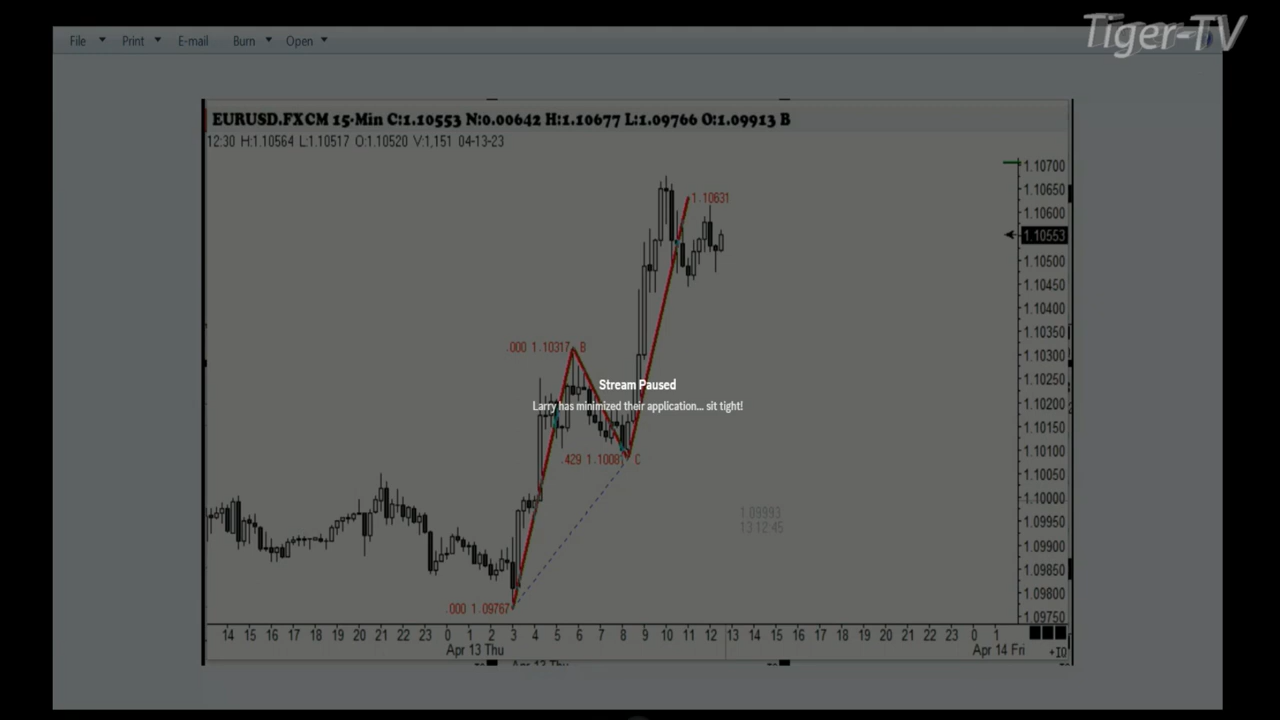 Tiger-TV
File Print E-mail Burn Open
EURUSD.FXCM 15-Min C:1.10553 N:0.00642 H:1.10677 L:1.09766 O:1.09913 B
12:30 H:1.10564 L:1.10517 O:1.10520 V:1,151 04-13-23
1.10700
1.10650
1.10631
1.10600
1.10553
1.10500
1.10450
1.10400
1.10350
.000 1.10317 B
1.10300
Stream Paused
1.10250
Larry has minimized their application... sit tight!
1.10200
1.10150
1.10100
.429 1.10081 C
1.10050
1.10000
1.09993
13 12:45
1.09950
1.09900
1.09850
1.09800
.000 1.09767
1.09750
14 15 16 17 18 19 20 21 22 23 0 1 2 3 4 5 6 7 8 9 10 11 12 13 14 15 16 17 18 19 20 21 22 23 0 1
Apr 13 Thu Apr 14 Fri +10